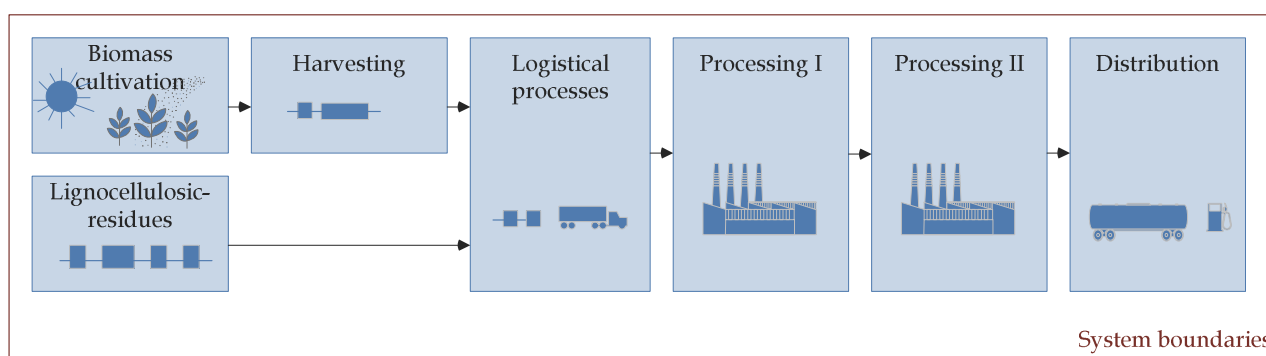 Biomass
cultivation
Harvesting
Logistical
processes
Processing I
Processing II
Distribution
Lignocellulosic-
residues
System boundaries